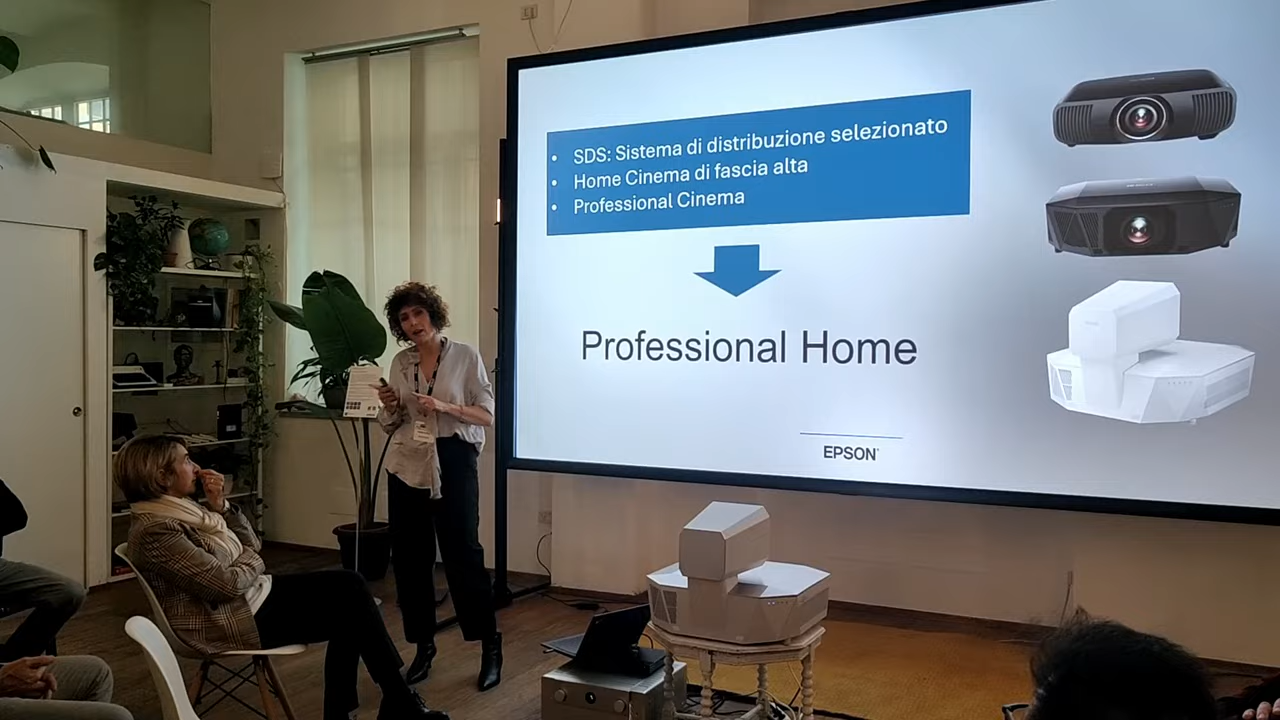 • SDS: Sistema di distribuzione selezionato
• Home Cinema di fascia alta
• Professional Cinema
Professional Home
EPSON